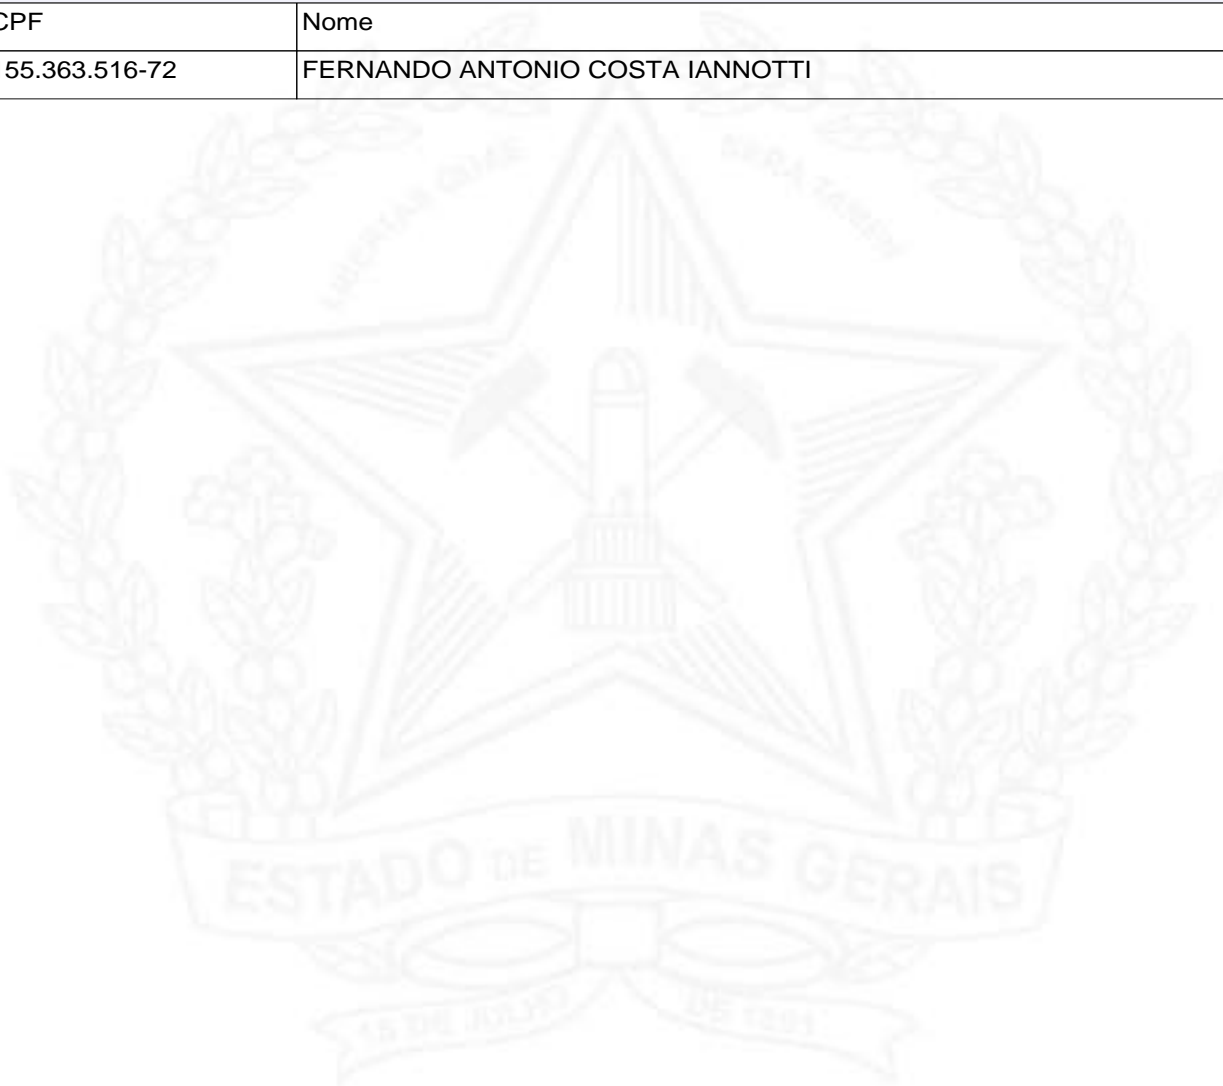 CPF Nome
55.363.516-72 FERNANDO ANTONIO COSTA IANNOTTI
LIBERTAS QUAE SERA TAMEN
ESTADO DE MINAS GERAIS
15 DE JULHO DE 1891